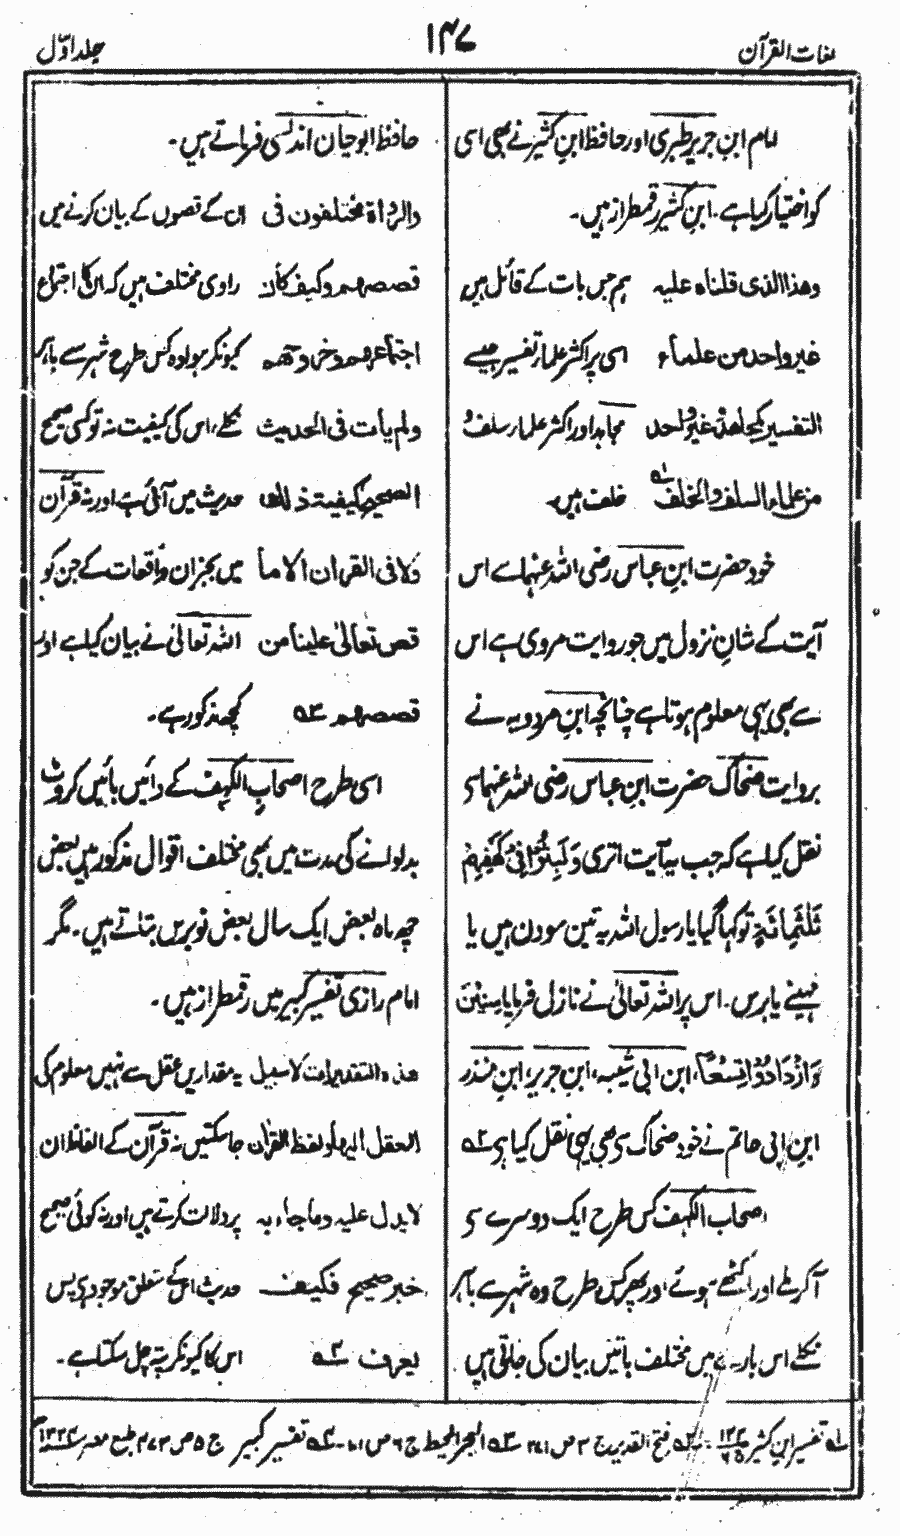 لغات القرآن
۱۴۷
جلد اوّل
امام ابنِ جریر طبری اور حافظ ابنِ کثیر نے بھی اسی
کو اختیار کیا ہے۔ ابنِ کثیر رقمطراز ہیں۔
وھذا الذی قلناہ علیہ ہم جس بات کے قائل ہیں
غیر واحد من علماء اسی پر اکثر علمار تفسیر جیسے
التفسیر کمجاھد وغیر واحد مجاہد اور اکثر علمار سلف و
من علماء السلف والخلف خلف ہیں۔
خود حضرت ابنِ عباس رضی اللہ عنہما سے اس
آیت کے شانِ نزول میں جو روایت مروی ہے اس
سے بھی یہی معلوم ہوتا ہے چنانچہ ابنِ مردویہ نے
بروایت ضحاک حضرت ابنِ عباس رضی اللہ عنہما سے
نقل کیا ہے کہ جب یہ آیت اتری وَلَبِثُوْا فِیْ كَهْفِهِمْ
ثَلٰثَمِائَةٍ تو کہا گیا یا رسول اللہ یہ تین سو دن ہیں یا
مہینے یا برس۔ اس پر اللہ تعالیٰ نے نازل فرمایا سِنِیْنَ
وَازْدَادُوْا تِسْعًا، ابن ابی شیبہ، ابنِ جریر، ابنِ منذر
ابنِ ابی حاتم نے خود ضحاک سے بھی یہی نقل کیا ہے
اصحاب الکہف کس طرح ایک دوسرے سے
آ کر ملے اور اکٹھے ہوئے اور پھر کس طرح وہ شہر سے باہر
نکلے اس بارے میں مختلف باتیں بیان کی جاتی ہیں
حافظ ابو حیان اندلسی فرماتے ہیں۔
والرواۃ مختلفون فی ان کے قصوں کے بیان کرنے میں
قصصھم وکیف کان راوی مختلف ہیں کہ ان کا اجتماع
اجتماعھم وخروجھم کیونکر ہوا وہ کس طرح شہر سے باہر
ولم یأت فی الحدیث نکلے، اس کی کیفیت نہ تو کسی صحیح
الصحیح کیفیۃ ذلک حدیث میں آئی ہے اور نہ قرآن
ولا فی القرآن الا ما میں بجز ان واقعات کے جن کو
قص تعالیٰ علینا من اللہ تعالیٰ نے بیان کیا ہے اور
قصصھم کچھ مذکور ہے۔
اسی طرح اصحابِ الکہف کے دائیں بائیں کروٹ
بدلوانے کی مدت میں بھی مختلف اقوال مذکور ہیں بعض
چھ ماہ بعض ایک سال بعض نو برس بتاتے ہیں۔ مگر
امام رازی تفسیر کبیر میں رقمطراز ہیں۔
ھذہ التقدیرات لا سبیل یہ مقداریں عقل سے نہیں معلوم کی
العقل الیھا ولفظ القرآن جا سکتیں نہ قرآن کے الفاظ ان
لا یدل علیہ وما جاء بہ پر دلالت کرتے ہیں اور نہ کوئی صحیح
خبر صحیح فکیف حدیث اس کے متعلق موجود ہے پس
یعرف اس کا کیونکر پتہ چل سکتا ہے۔
تفسیر ابنِ کثیر فتح القدیر ج ۳ ص ۲۷۱ البحر المحیط ج ۶ ص ۱۰۱۔ تفسیر کبیر ج ۵ ص ۴۷۳ طبع مصر